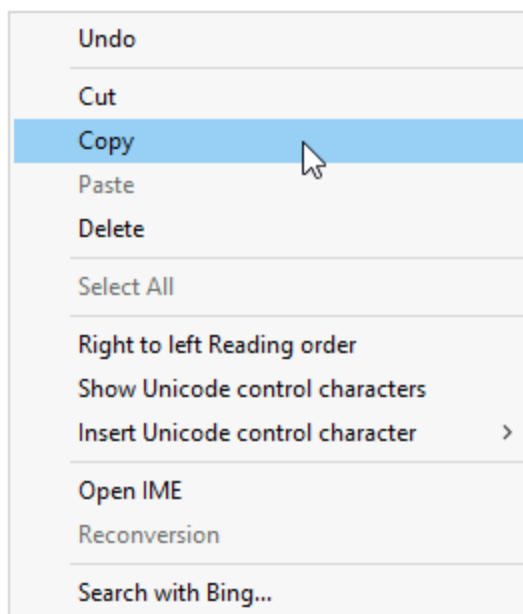 Undo
Cut
Copy
Paste
Delete
Select All
Right to left Reading order
Show Unicode control characters
Insert Unicode control character
Open IME
Reconversion
Search with Bing...